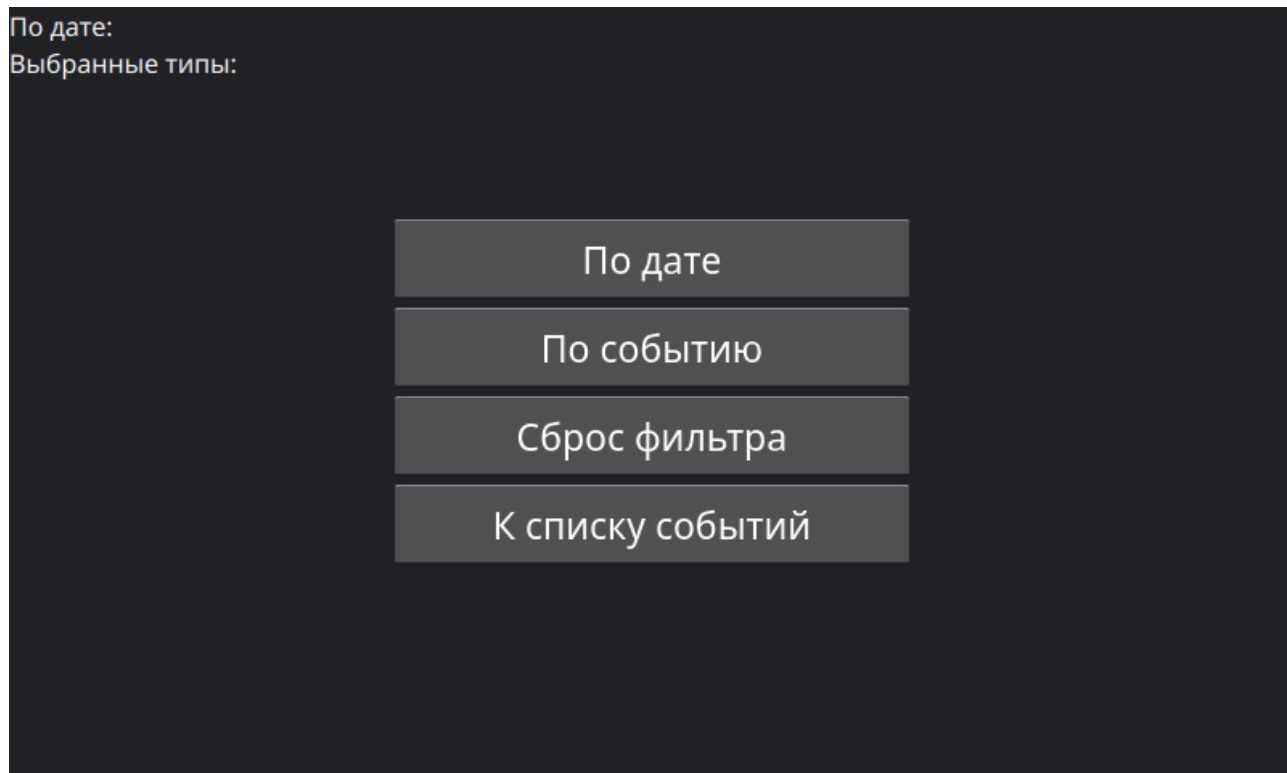 По дате:
Выбранные типы:
По дате
По событию
Сброс фильтра
К списку событий